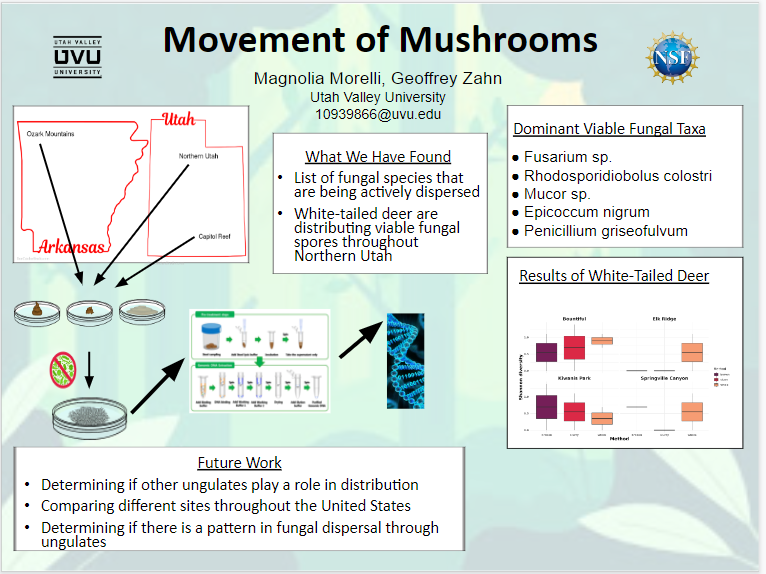 Movement of Mushrooms
UTAH VALLEY
UVU
UNIVERSITY
NSF
Magnolia Morelli, Geoffrey Zahn
Utah Valley University
10939866@uvu.edu
Ozark Mountains
Arkansas
Utah
Northern Utah
Capitol Reef
What We Have Found
• List of fungal species that
are being actively dispersed
• White-tailed deer are
distributing viable fungal
spores throughout
Northern Utah
Dominant Viable Fungal Taxa
• Fusarium sp.
• Rhodosporidiobolus colostri
• Mucor sp.
• Epicoccum nigrum
• Penicillium griseofulvum
Results of White-Tailed Deer
Bountiful
Elk Ridge
Kiwanis Park
Springville Canyon
Shannon diversity
Method
Future Work
• Determining if other ungulates play a role in distribution
• Comparing different sites throughout the United States
• Determining if there is a pattern in fungal dispersal through
ungulates